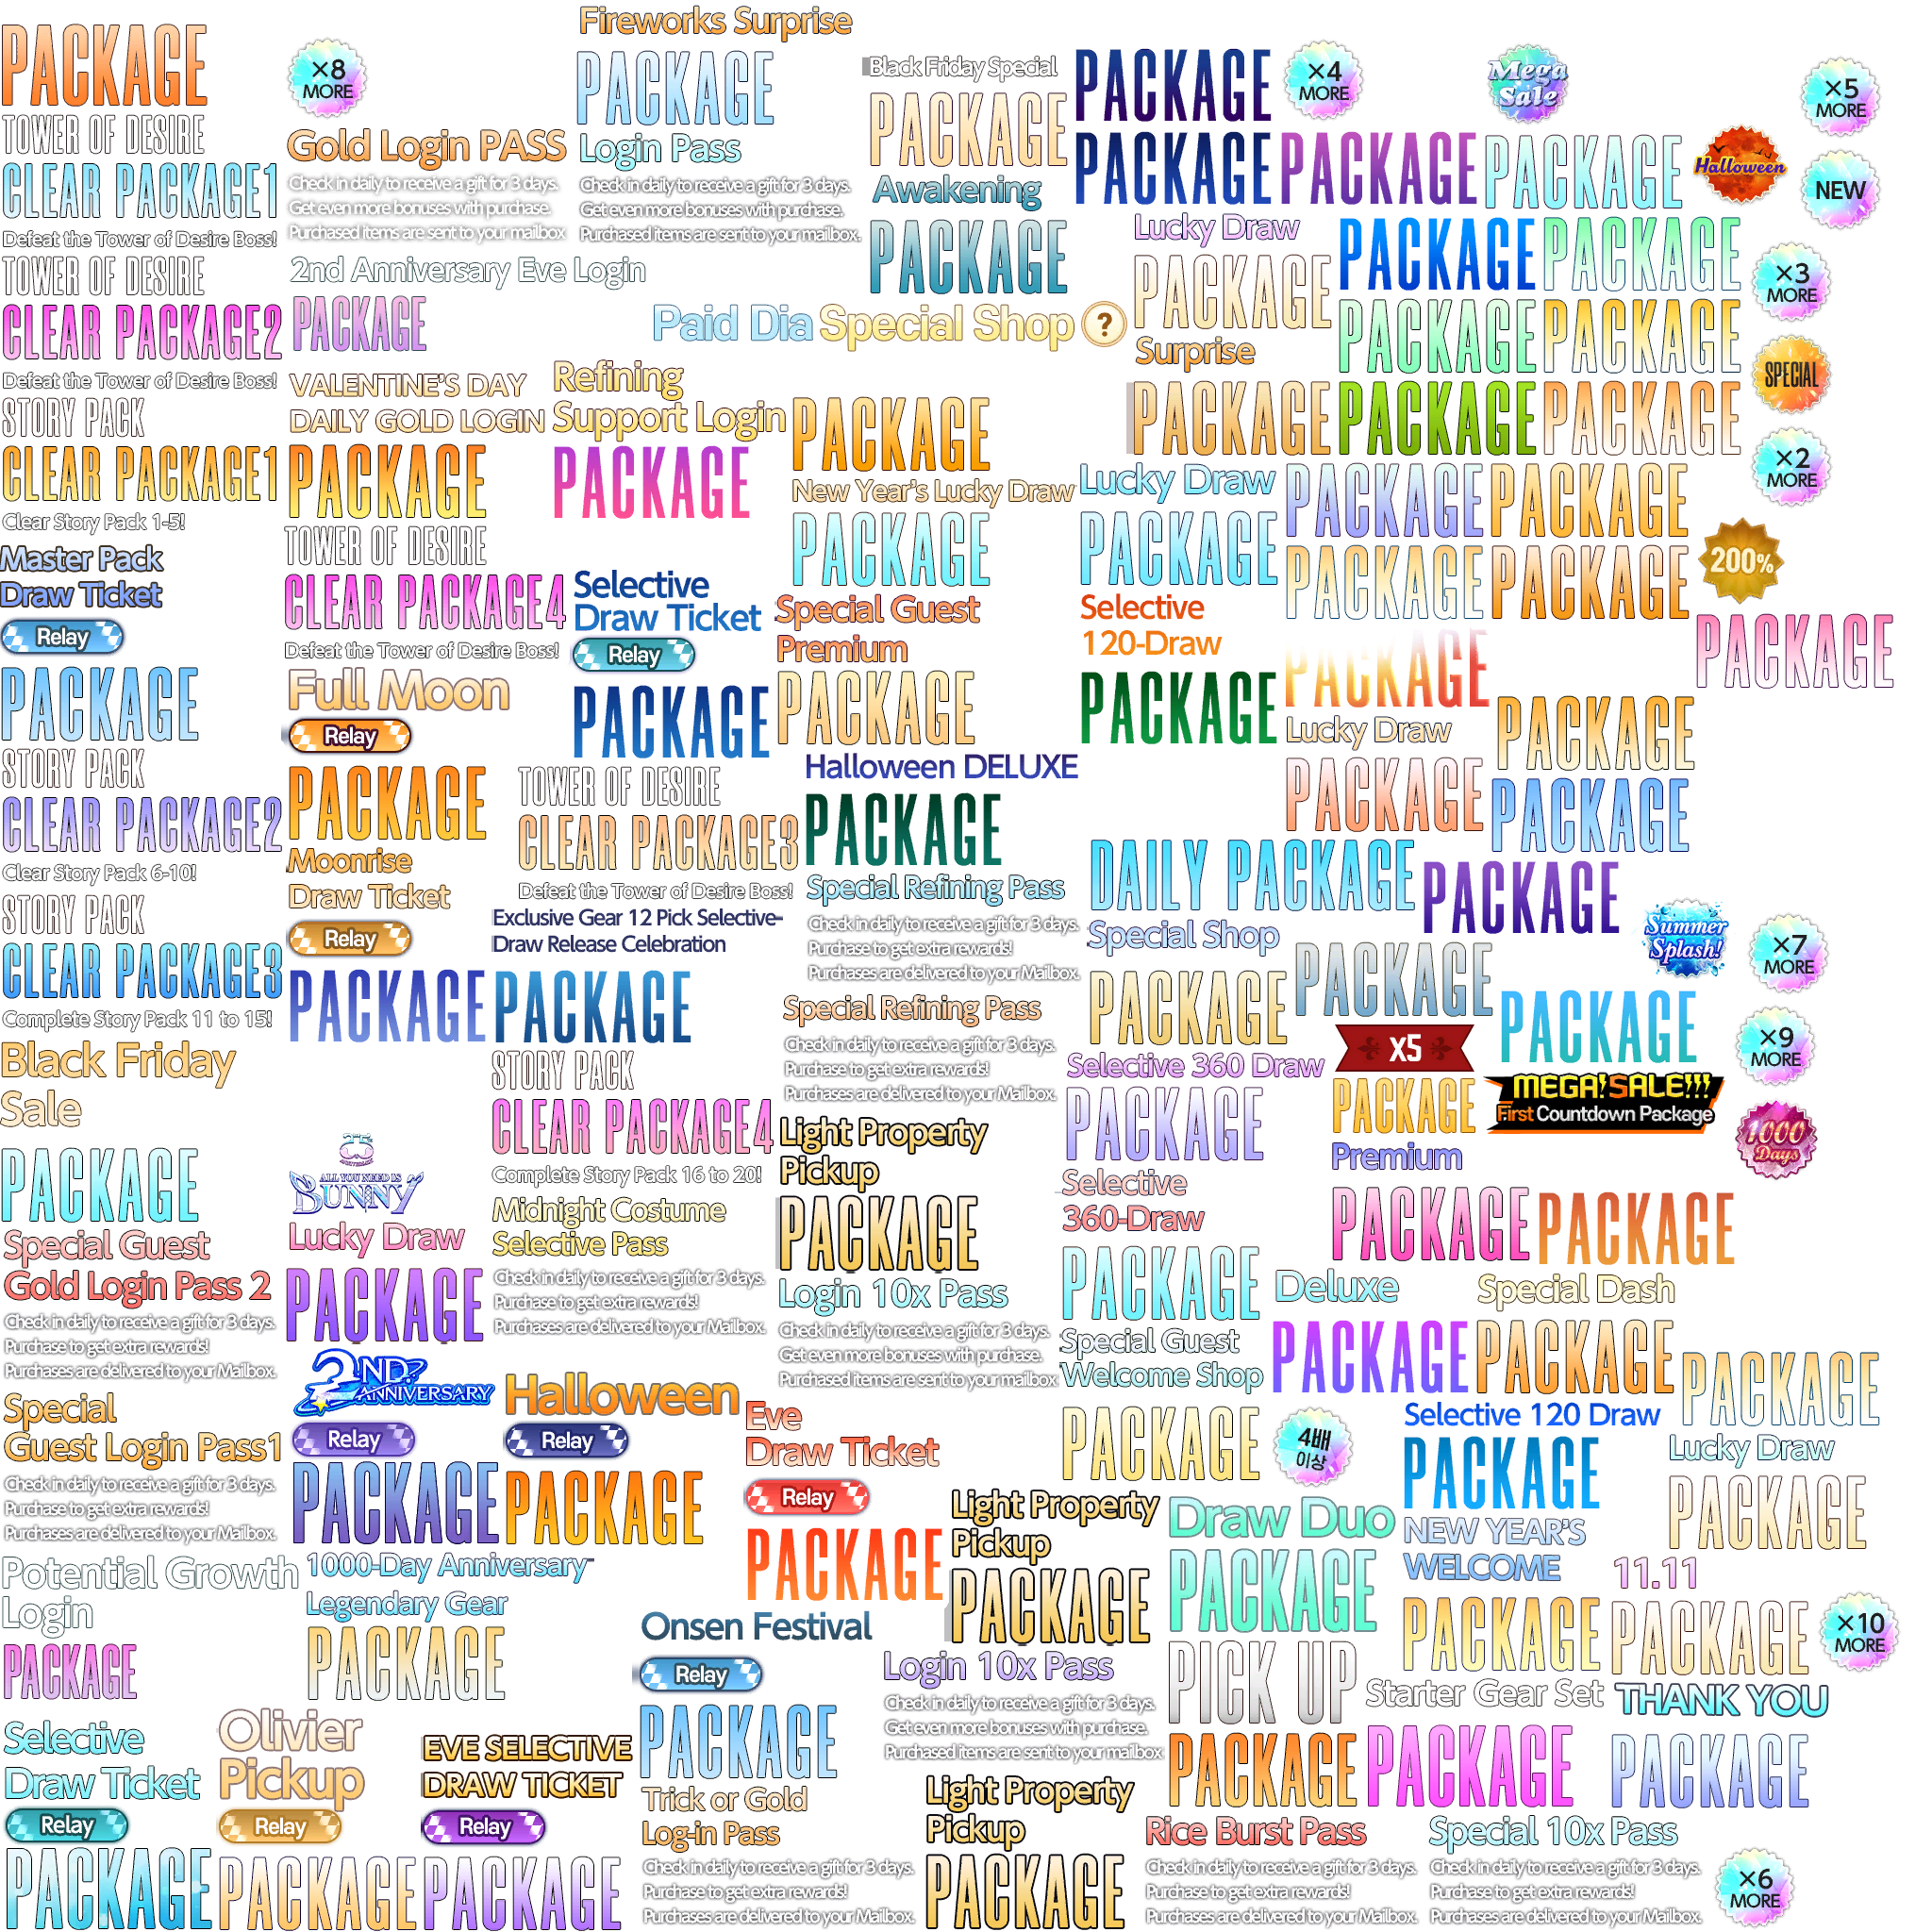 PACKAGE
TOWER OF DESIRE
CLEAR PACKAGE1
Defeat the Tower of Desire Boss!
TOWER OF DESIRE
CLEAR PACKAGE2
Defeat the Tower of Desire Boss!
STORY PACK
CLEAR PACKAGE1
Clear Story Pack 1-5!
Master Pack
Draw Ticket
Relay
PACKAGE
STORY PACK
CLEAR PACKAGE2
Clear Story Pack 6-10!
STORY PACK
CLEAR PACKAGE3
Complete Story Pack 11 to 15!
Black Friday
Sale
PACKAGE
Special Guest
Gold Login Pass 2
Check in daily to receive a gift for 3 days.
Purchase to get extra rewards!
Purchases are delivered to your Mailbox.
Special
Guest Login Pass1
Check in daily to receive a gift for 3 days.
Purchase to get extra rewards!
Purchases are delivered to your Mailbox.
Potential Growth
Login
PACKAGE
Selective
Draw Ticket
Relay
PACKAGE
×8
MORE
Gold Login PASS
Check in daily to receive a gift for 3 days.
Get even more bonuses with purchase.
Purchased items are sent to your mailbox
2nd Anniversary Eve Login
PACKAGE
VALENTINE'S DAY
DAILY GOLD LOGIN
PACKAGE
TOWER OF DESIRE
CLEAR PACKAGE4
Defeat the Tower of Desire Boss!
Full Moon
Relay
PACKAGE
Moonrise
Draw Ticket
Relay
PACKAGE
ALL YOU NEED IS
BUNNY
Lucky Draw
PACKAGE
2ND
ANNIVERSARY
Relay
PACKAGE
1000-Day Anniversary
Legendary Gear
PACKAGE
Olivier
Pickup
Relay
PACKAGE
Fireworks Surprise
PACKAGE
Login Pass
Check in daily to receive a gift for 3 days.
Get even more bonuses with purchase.
Purchased items are sent to your mailbox.
Paid Dia Special Shop ?
Refining
Support Login
PACKAGE
Selective
Draw Ticket
Relay
PACKAGE
TOWER OF DESIRE
CLEAR PACKAGE3
Defeat the Tower of Desire Boss!
Exclusive Gear 12 Pick Selective-
Draw Release Celebration
PACKAGE
STORY PACK
CLEAR PACKAGE4
Complete Story Pack 16 to 20!
Midnight Costume
Selective Pass
Check in daily to receive a gift for 3 days.
Purchase to get extra rewards!
Purchases are delivered to your Mailbox.
Halloween
Relay
PACKAGE
EVE SELECTIVE
DRAW TICKET
Relay
PACKAGE
Black Friday Special
PACKAGE
Awakening
PACKAGE
PACKAGE
New Year's Lucky Draw
PACKAGE
Special Guest
Premium
PACKAGE
Halloween DELUXE
PACKAGE
Special Refining Pass
Check in daily to receive a gift for 3 days.
Purchase to get extra rewards!
Purchases are delivered to your Mailbox.
Special Refining Pass
Check in daily to receive a gift for 3 days.
Purchase to get extra rewards!
Purchases are delivered to your Mailbox.
Light Property
Pickup
PACKAGE
Login 10x Pass
Check in daily to receive a gift for 3 days.
Get even more bonuses with purchase.
Purchased items are sent to your mailbox
Eve
Draw Ticket
Relay
PACKAGE
Onsen Festival
Relay
PACKAGE
Trick or Gold
Log-in Pass
Check in daily to receive a gift for 3 days.
Purchase to get extra rewards!
Purchases are delivered to your Mailbox.
Light Property
Pickup
PACKAGE
Login 10x Pass
Check in daily to receive a gift for 3 days.
Get even more bonuses with purchase.
Purchased items are sent to your mailbox
Light Property
Pickup
PACKAGE
PACKAGE
×4
MORE
Mega
Sale
×5
MORE
PACKAGE
PACKAGE
PACKAGE
Halloween
NEW
Lucky Draw
PACKAGE
PACKAGE
PACKAGE
×3
MORE
Surprise
PACKAGE
PACKAGE
PACKAGE
SPECIAL
PACKAGE
PACKAGE
×2
MORE
Lucky Draw
PACKAGE
PACKAGE
PACKAGE
PACKAGE
PACKAGE
200%
Selective
120-Draw
PACKAGE
PACKAGE
PACKAGE
Lucky Draw
PACKAGE
PACKAGE
PACKAGE
DAILY PACKAGE
PACKAGE
Special Shop
PACKAGE
PACKAGE
Summer
Splash!
×7
MORE
Selective 360 Draw
PACKAGE
X5
PACKAGE
PACKAGE
MEGA!SALE!!!
First Countdown Package
×9
MORE
1000
Days
Premium
PACKAGE
PACKAGE
Selective
360-Draw
PACKAGE
Deluxe
PACKAGE
Special Dash
PACKAGE
Special Guest
Welcome Shop
PACKAGE
4배
이상
Selective 120 Draw
PACKAGE
PACKAGE
Lucky Draw
PACKAGE
Draw Duo
PACKAGE
NEW YEAR'S
WELCOME
PACKAGE
11.11
PACKAGE
×10
MORE
PICK UP
PACKAGE
Starter Gear Set
PACKAGE
THANK YOU
PACKAGE
Rice Burst Pass
Check in daily to receive a gift for 3 days.
Purchase to get extra rewards!
Purchases are delivered to your Mailbox.
Special 10x Pass
Check in daily to receive a gift for 3 days.
Purchase to get extra rewards!
Purchases are delivered to your Mailbox.
×6
MORE